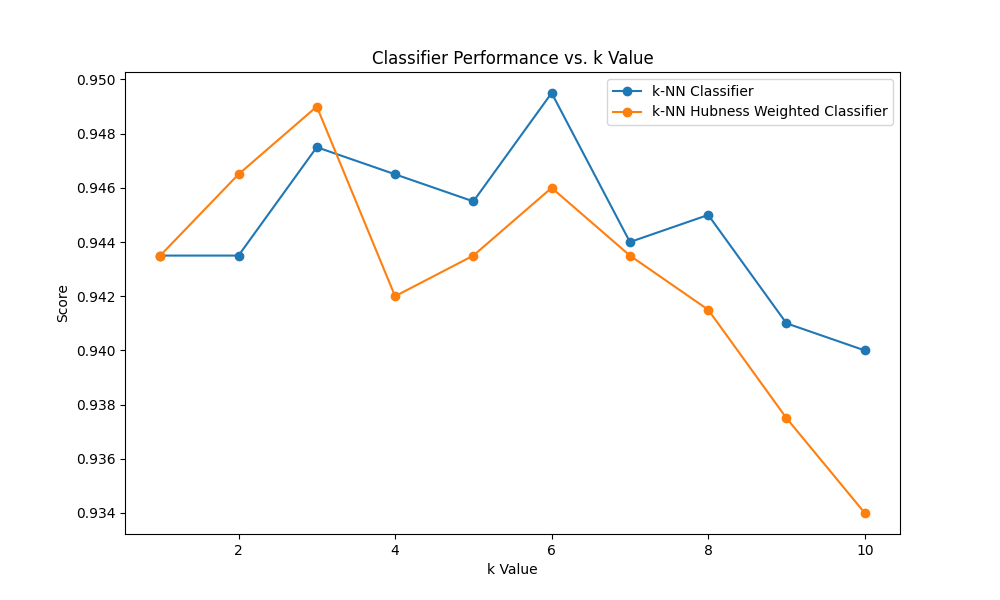 Classifier Performance vs. k Value
k-NN Classifier
k-NN Hubness Weighted Classifier
0.950
0.948
0.946
0.944
0.942
0.940
0.938
0.936
0.934
Score
2 4 6 8 10
k Value